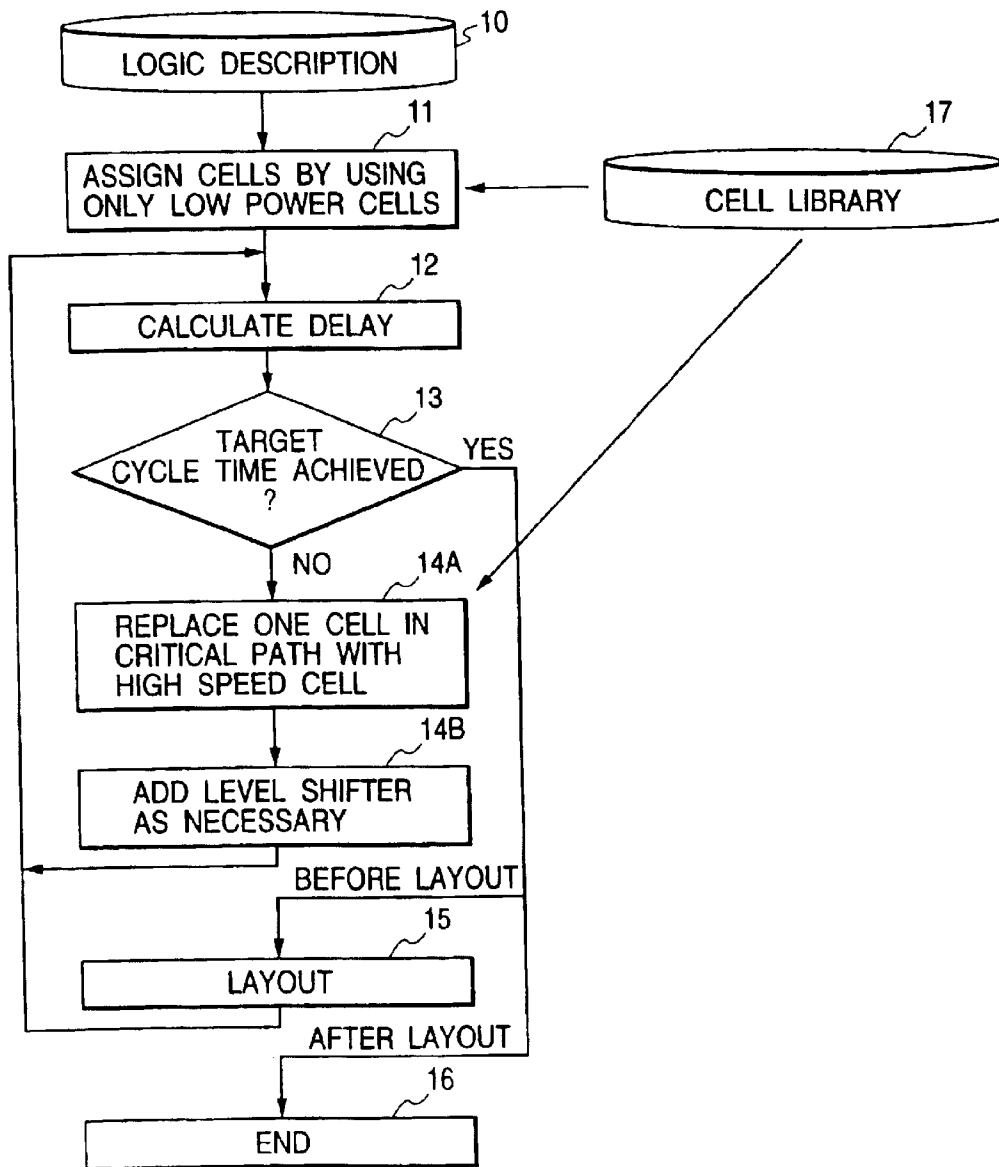 10
LOGIC DESCRIPTION
11
ASSIGN CELLS BY USING
ONLY LOW POWER CELLS
17
CELL LIBRARY
12
CALCULATE DELAY
13
TARGET
CYCLE TIME ACHIEVED
?
YES
NO
14A
REPLACE ONE CELL IN
CRITICAL PATH WITH
HIGH SPEED CELL
14B
ADD LEVEL SHIFTER
AS NECESSARY
BEFORE LAYOUT
15
LAYOUT
AFTER LAYOUT
16
END